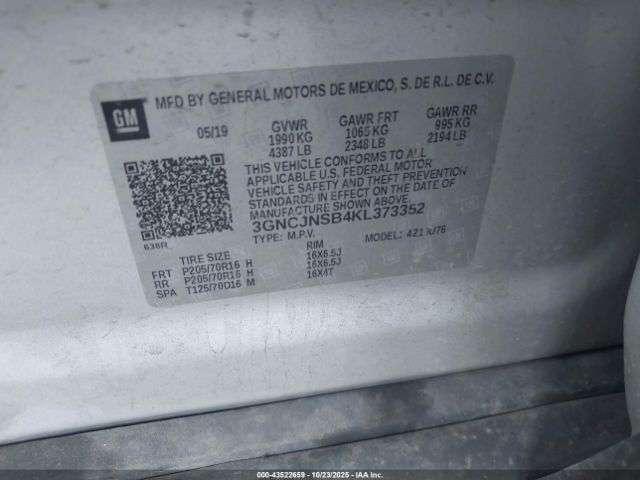 GM
MFD BY GENERAL MOTORS DE MEXICO, S. DE R.L. DE C.V.
05/19 GVWR GAWR FRT GAWR RR
1990 KG 1065 KG 995 KG
4387 LB 2348 LB 2194 LB
THIS VEHICLE CONFORMS TO ALL
APPLICABLE U.S. FEDERAL MOTOR
VEHICLE SAFETY AND THEFT PREVENTION
STANDARDS IN EFFECT ON THE DATE OF
MANUFACTURE SHOWN ABOVE.
3GNCJNSB4KL373352
636R TYPE: M.P.V. MODEL:
TIRE SIZE RIM
FRT P205/70R16 H 16X6.5J
RR P205/70R16 H 16X6.5J
SPA T125/70D16 M 16X4T
000-43522659 - 10/23/2025 - IAAI.COM